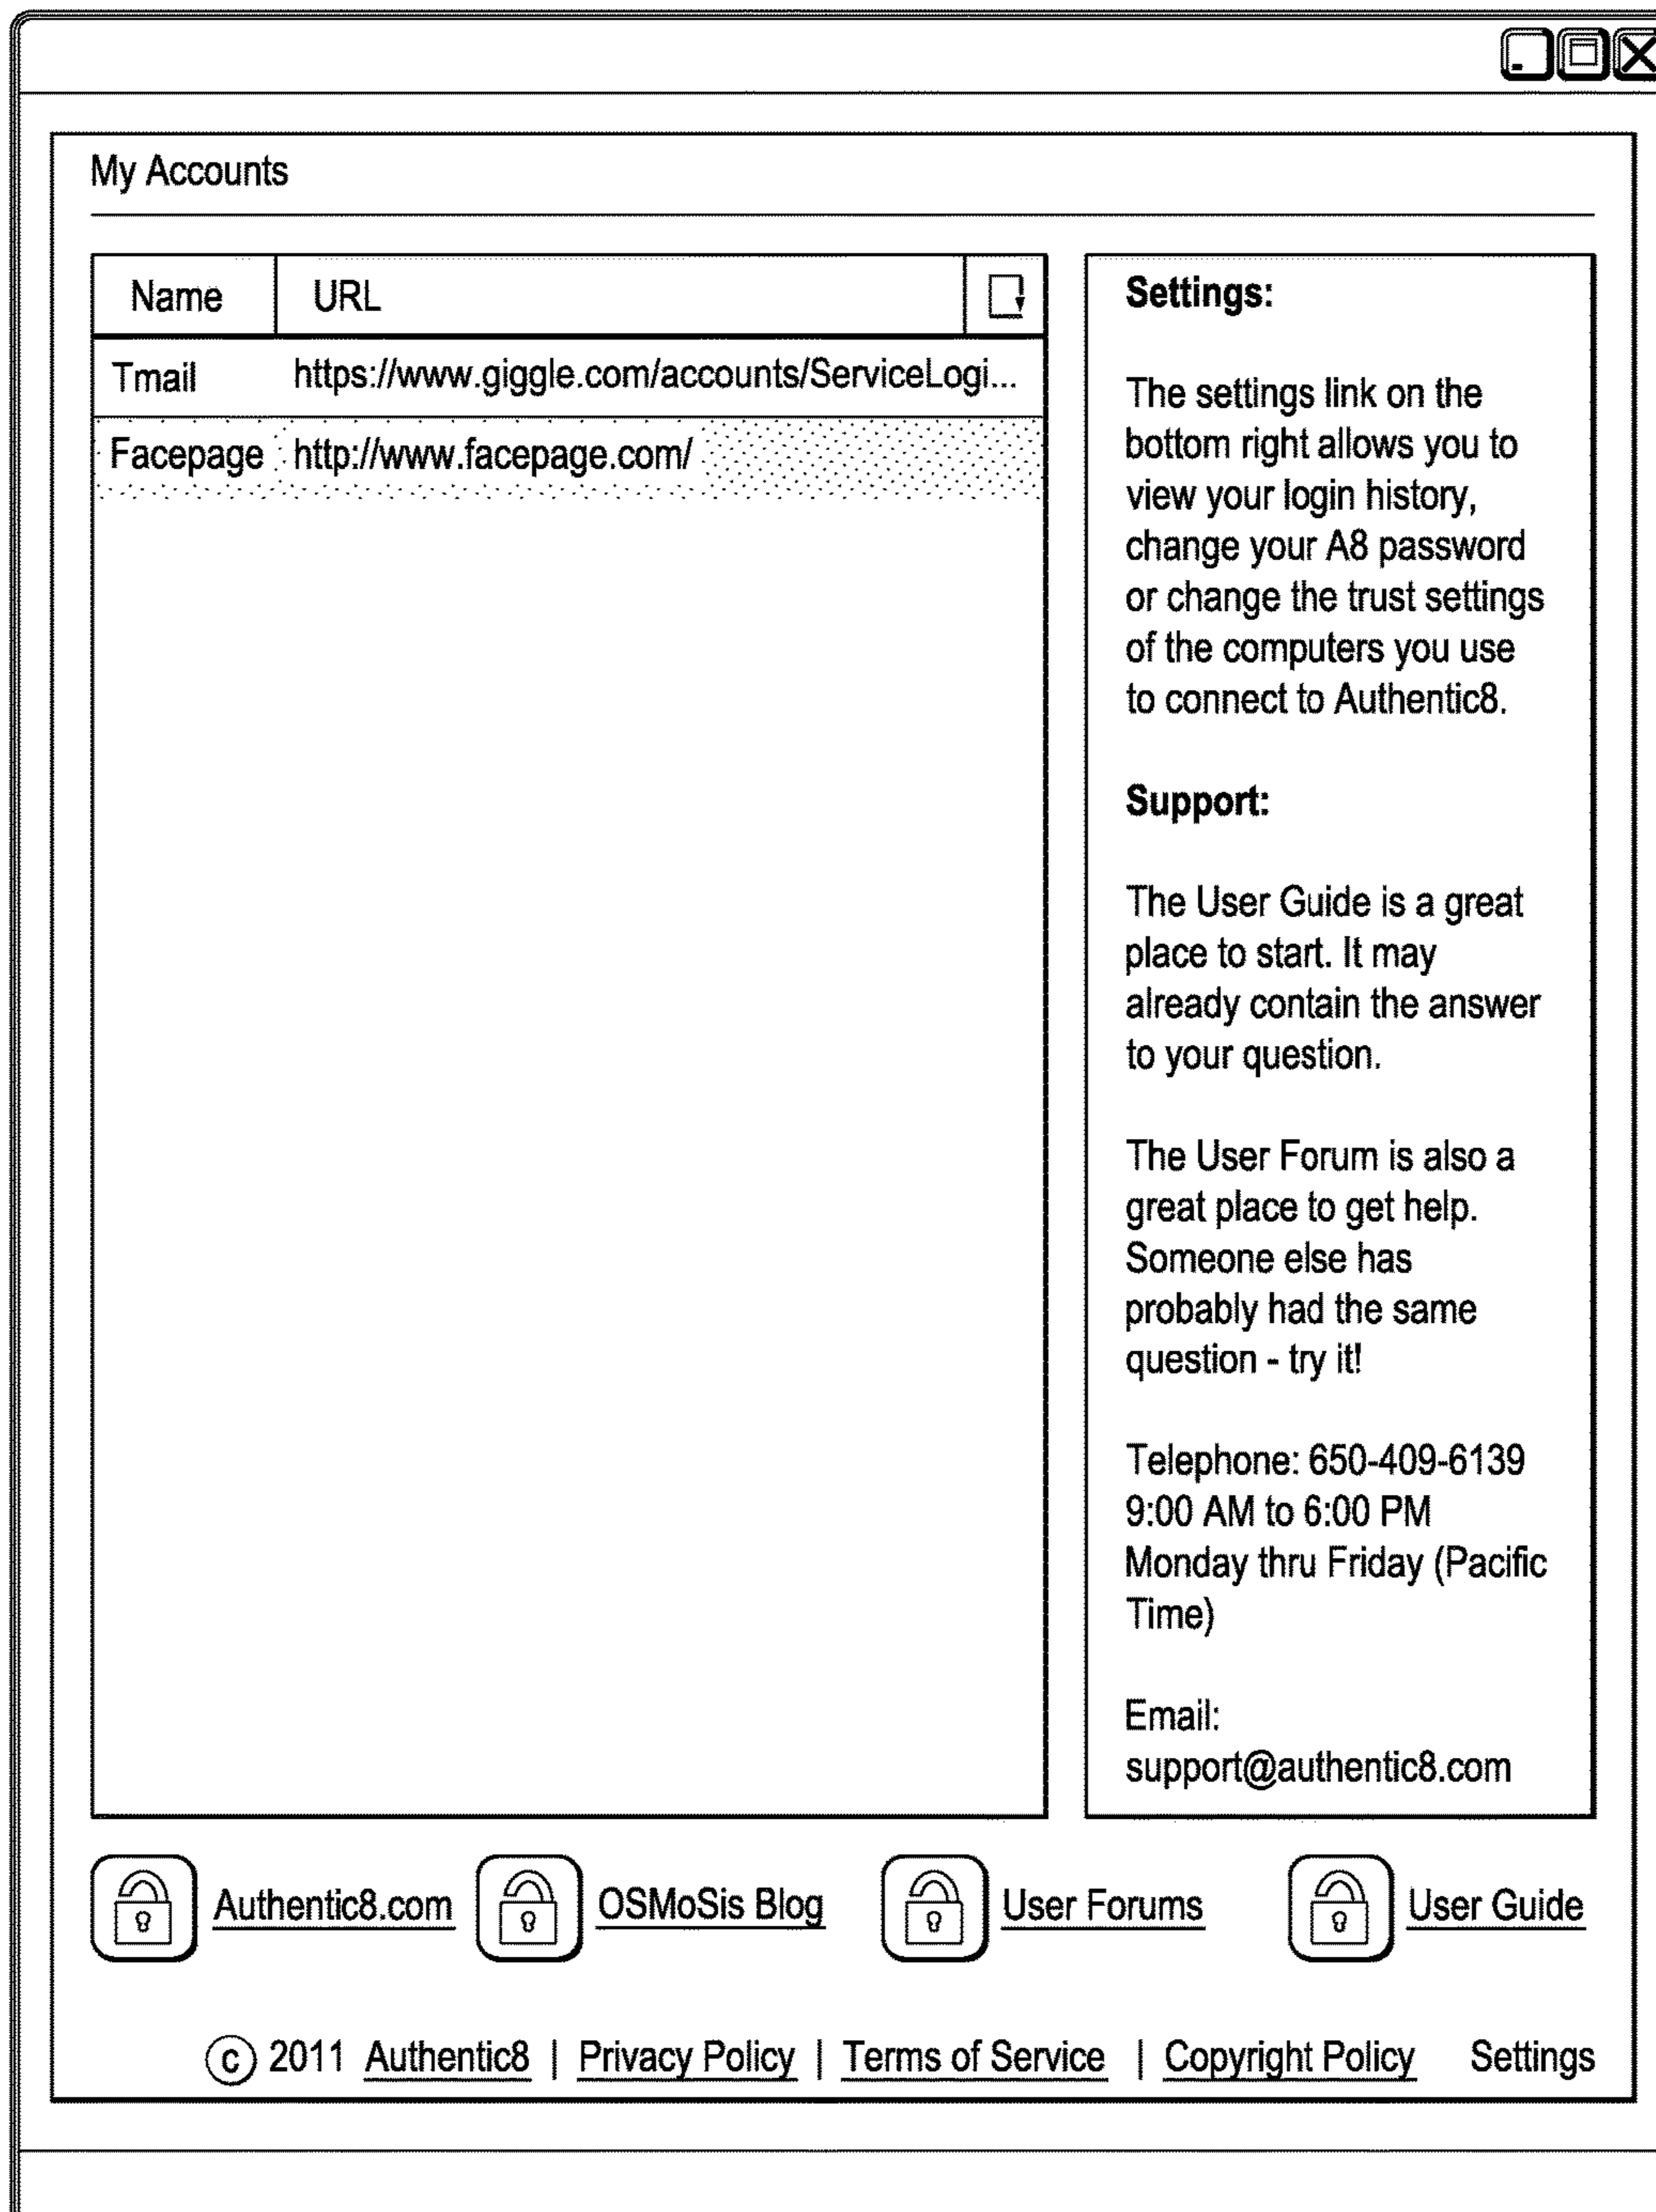 My Accounts
Name URL
Tmail https://www.giggle.com/accounts/ServiceLogi...
Facepage http://www.facepage.com/
Settings:
The settings link on the
bottom right allows you to
view your login history,
change your A8 password
or change the trust settings
of the computers you use
to connect to Authentic8.
Support:
The User Guide is a great
place to start. It may
already contain the answer
to your question.
The User Forum is also a
great place to get help.
Someone else has
probably had the same
question - try it!
Telephone: 650-409-6139
9:00 AM to 6:00 PM
Monday thru Friday (Pacific
Time)
Email:
support@authentic8.com
Authentic8.com OSMoSis Blog User Forums User Guide
© 2011 Authentic8 | Privacy Policy | Terms of Service | Copyright Policy Settings